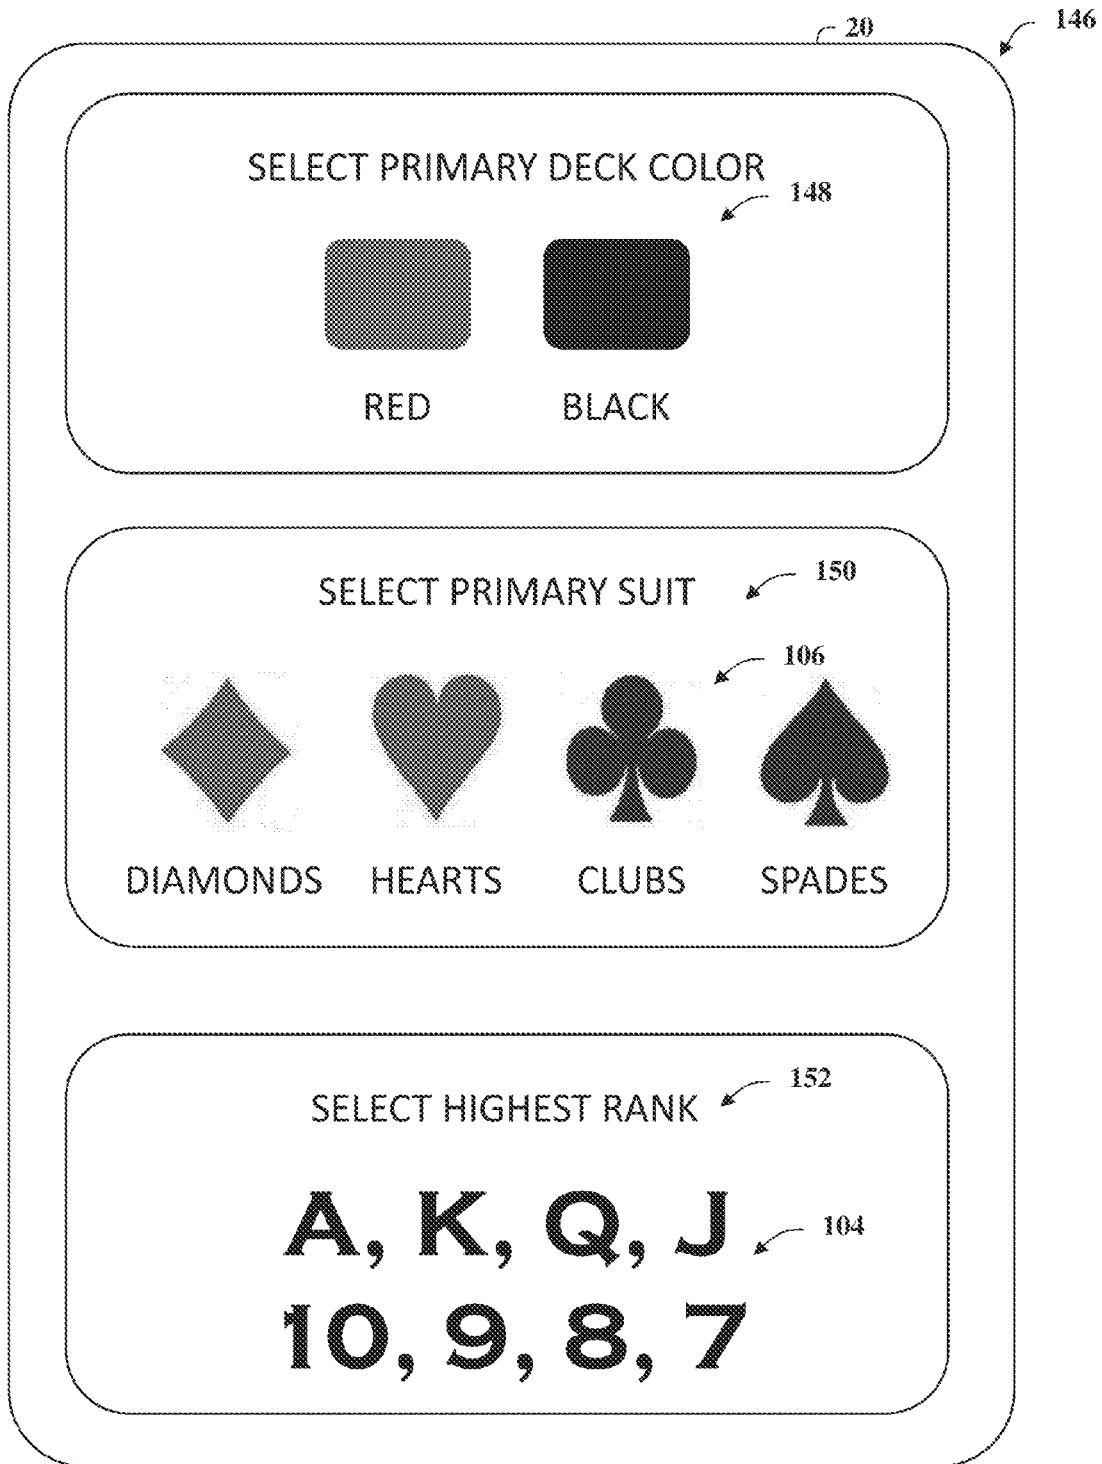 20
146
SELECT PRIMARY DECK COLOR
148
RED BLACK
SELECT PRIMARY SUIT
150
106
DIAMONDS HEARTS CLUBS SPADES
152
SELECT HIGHEST RANK
A, K, Q, J
104
10, 9, 8, 7